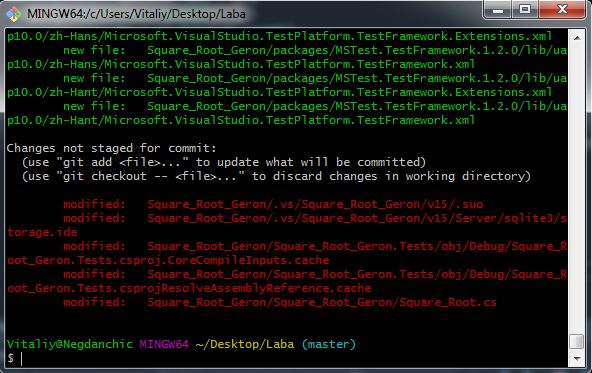 MINGW64:/c/Users/Vitaliy/Desktop/Laba
p10.0/zh-Hans/Microsoft.VisualStudio.TestPlatform.TestFramework.Extensions.xml
new file:   Square_Root_Geron/packages/MSTest.TestFramework.1.2.0/lib/ua
p10.0/zh-Hans/Microsoft.VisualStudio.TestPlatform.TestFramework.xml
new file:   Square_Root_Geron/packages/MSTest.TestFramework.1.2.0/lib/ua
p10.0/zh-Hant/Microsoft.VisualStudio.TestPlatform.TestFramework.Extensions.xml
new file:   Square_Root_Geron/packages/MSTest.TestFramework.1.2.0/lib/ua
p10.0/zh-Hant/Microsoft.VisualStudio.TestPlatform.TestFramework.xml
Changes not staged for commit:
(use "git add <file>..." to update what will be committed)
(use "git checkout -- <file>..." to discard changes in working directory)
modified:   Square_Root_Geron/.vs/Square_Root_Geron/v15/.suo
modified:   Square_Root_Geron/.vs/Square_Root_Geron/v15/Server/sqlite3/s
torage.ide
modified:   Square_Root_Geron/Square_Root_Geron.Tests/obj/Debug/Square_R
oot_Geron.Tests.csproj.CoreCompileInputs.cache
modified:   Square_Root_Geron/Square_Root_Geron.Tests/obj/Debug/Square_R
oot_Geron.Tests.csprojResolveAssemblyReference.cache
modified:   Square_Root_Geron/Square_Root_Geron/Square_Root.cs
Vitaliy@Negdanchic MINGW64 ~/Desktop/Laba (master)
$